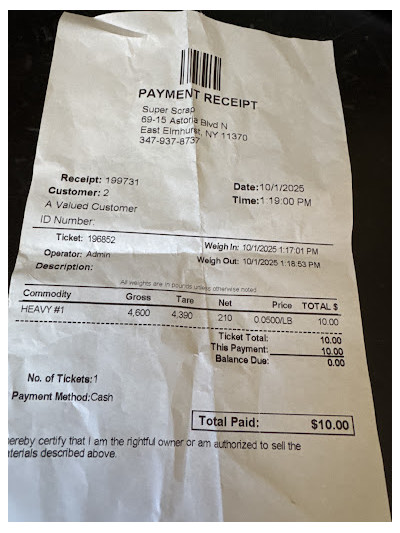 PAYMENT RECEIPT
Super Scrap
69-15 Astoria Blvd N
East Elmhurst, NY 11370
347-937-8737
Receipt: 199731
Customer: 2
A Valued Customer
ID Number:
Date:10/1/2025
Time:1 19:00 PM
Ticket: 196852
Operator: Admin
Description:
Weigh In: 10/1/2025 1:17:01 PM
Weigh Out: 10/1/2025 1:18:53 PM
All weights are in pounds unless otherwise noted
Commodity Gross Tare Net Price TOTAL $
HEAVY #1 4,600 4,390 210 0.0500/LB 10.00
Ticket Total: 10.00
This Payment: 10.00
Balance Due: 0.00
No. of Tickets:1
Payment Method:Cash
Total Paid: $10.00
hereby certify that I am the rightful owner or am authorized to sell the
aterials described above.